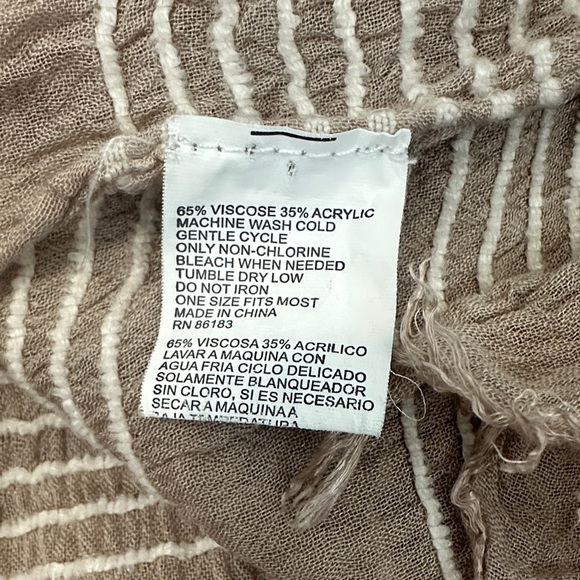 65% VISCOSE 35% ACRYLIC
MACHINE WASH COLD
GENTLE CYCLE
ONLY NON-CHLORINE
BLEACH WHEN NEEDED
TUMBLE DRY LOW
DO NOT IRON
ONE SIZE FITS MOST
MADE IN CHINA
RN 86183
65% VISCOSA 35% ACRILICO
LAVAR A MAQUINA CON
AGUA FRIA CICLO DELICADO
SOLAMENTE BLANQUEADOR
SIN CLORO, SI ES NECESARIO
SECAR A MAQUINA A
BAJA TEMPERATURA